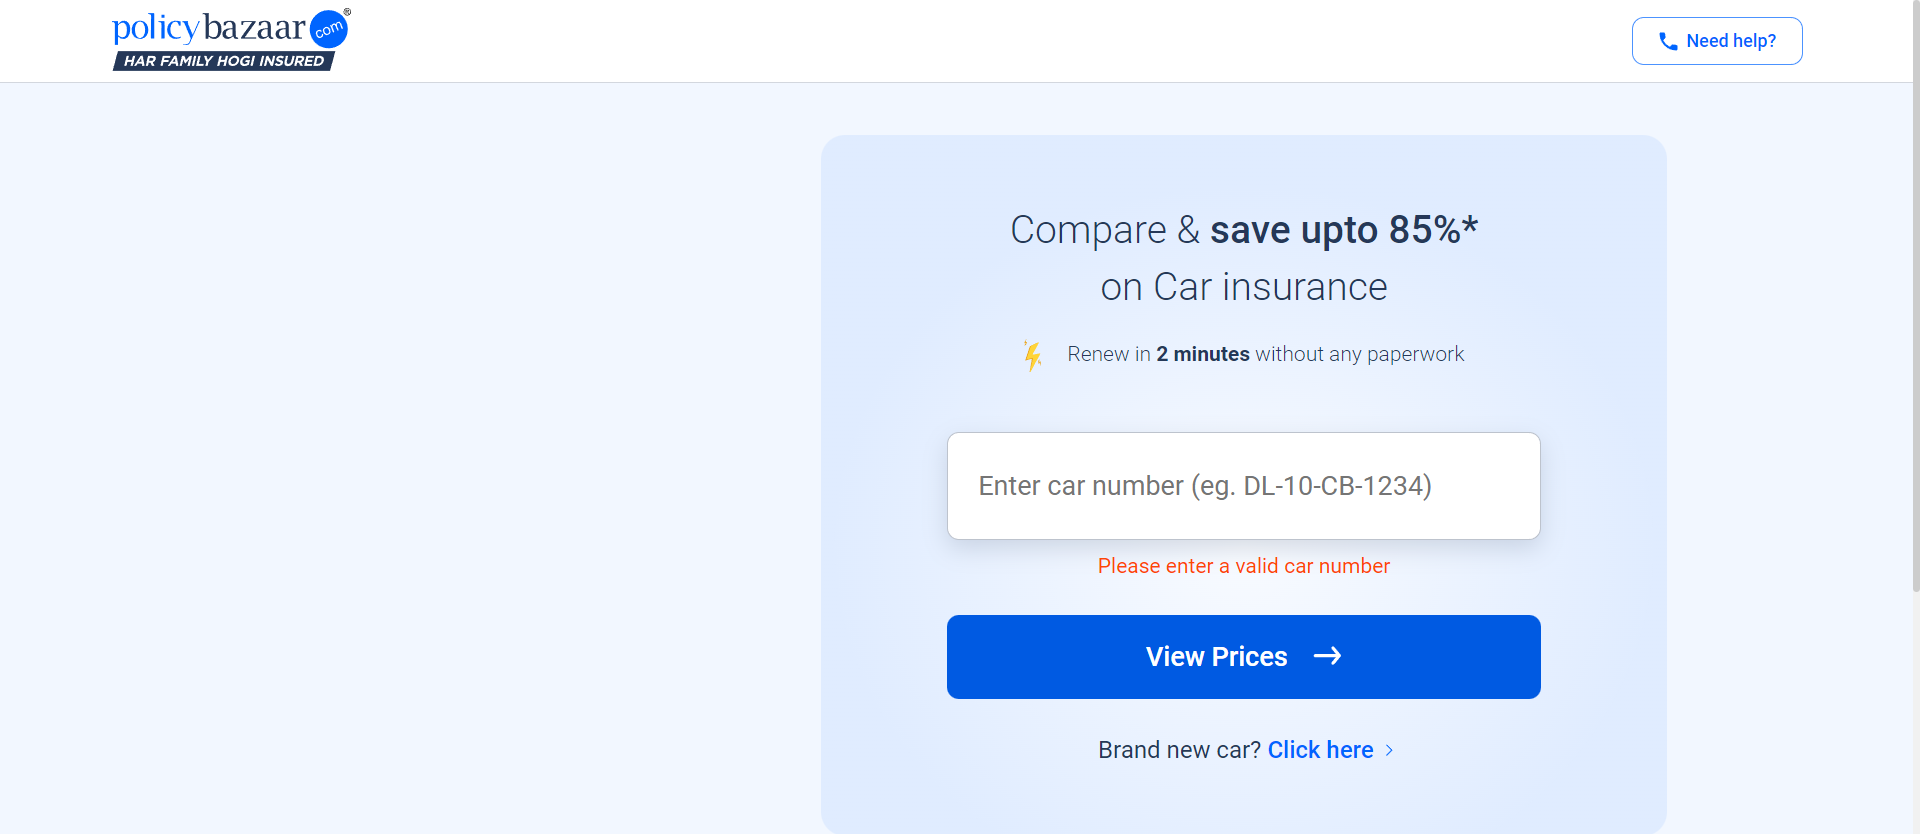 policybazaar com ®
HAR FAMILY HOGI INSURED
Need help?
Compare & save upto 85%*
on Car insurance
Renew in 2 minutes without any paperwork
Enter car number (eg. DL-10-CB-1234)
Please enter a valid car number
View Prices →
Brand new car? Click here >